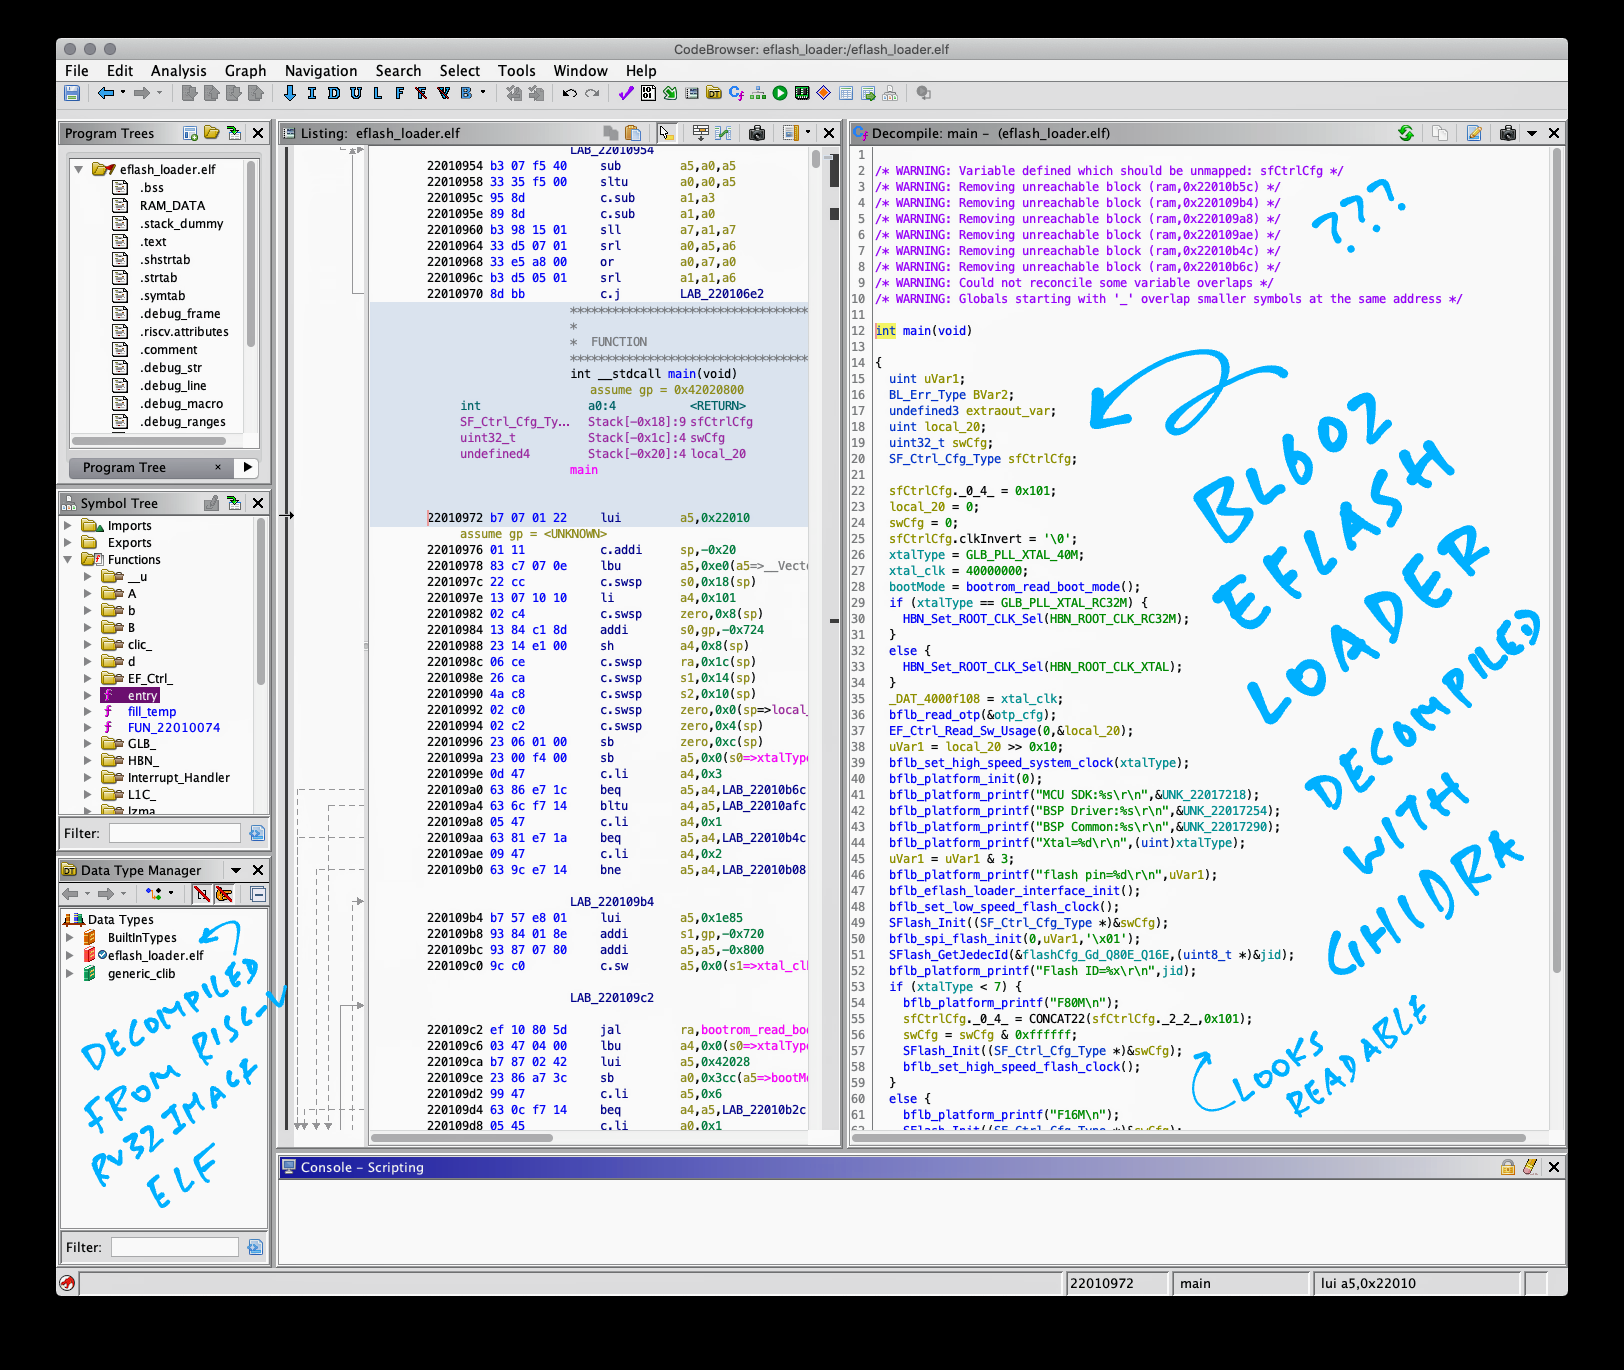 CodeBrowser: eflash_loader:/eflash_loader.elf
File Edit Analysis Graph Navigation Search Select Tools Window Help
I D U L F B
Program Trees
eflash_loader.elf
.bss
RAM_DATA
.stack_dummy
.text
.shstrtab
.strtab
.symtab
.debug_frame
.riscv.attributes
.comment
.debug_str
.debug_line
.debug_macro
.debug_ranges
Program Tree
Symbol Tree
Imports
Exports
Functions
__u
A
b
B
clic_
d
EF_Ctrl_
entry
fill_temp
FUN_22010074
GLB_
HBN_
Interrupt_Handler
L1C_
lzma_
Filter:
Data Type Manager
Data Types
BuiltInTypes
eflash_loader.elf
generic_clib
DECOMPILED
FROM RISC-V
RV32 IMACF
ELF
Filter:
Listing: eflash_loader.elf
LAB_22010954
22010954 b3 07 f5 40 sub a5,a0,a5
22010958 33 35 f5 00 sltu a0,a0,a5
2201095c 95 8d c.sub a1,a3
2201095e 89 8d c.sub a1,a0
22010960 b3 98 15 01 sll a7,a1,a7
22010964 33 d5 07 01 srl a0,a5,a6
22010968 33 e5 a8 00 or a0,a7,a0
2201096c b3 d5 05 01 srl a1,a1,a6
22010970 8d bb c.j LAB_220106e2
**********************************
*
* FUNCTION
**********************************
int __stdcall main(void)
assume gp = 0x42020800
int a0:4 <RETURN>
SF_Ctrl_Cfg_Ty... Stack[-0x18]:9 sfCtrlCfg
uint32_t Stack[-0x1c]:4 swCfg
undefined4 Stack[-0x20]:4 local_20
main
22010972 b7 07 01 22 lui a5,0x22010
assume gp = <UNKNOWN>
22010976 01 11 c.addi sp,-0x20
22010978 83 c7 07 0e lbu a5,0xe0(a5=>__Vecto
2201097c 22 cc c.swsp s0,0x18(sp)
2201097e 13 07 10 10 li a4,0x101
22010982 02 c4 c.swsp zero,0x8(sp)
22010984 13 84 c1 8d addi s0,gp,-0x724
22010988 23 14 e1 00 sh a4,0x8(sp)
2201098c 06 ce c.swsp ra,0x1c(sp)
2201098e 26 ca c.swsp s1,0x14(sp)
22010990 4a c8 c.swsp s2,0x10(sp)
22010992 02 c0 c.swsp zero,0x0(sp=>local_
22010994 02 c2 c.swsp zero,0x4(sp)
22010996 23 06 01 00 sb zero,0xc(sp)
2201099a 23 00 f4 00 sb a5,0x0(s0=>xtalType
2201099e 0d 47 c.li a4,0x3
220109a0 63 86 e7 1c beq a5,a4,LAB_22010b6c
220109a4 63 6c f7 14 bltu a4,a5,LAB_22010afc
220109a8 05 47 c.li a4,0x1
220109aa 63 81 e7 1a beq a5,a4,LAB_22010b4c
220109ae 09 47 c.li a4,0x2
220109b0 63 9c e7 14 bne a5,a4,LAB_22010b08
LAB_220109b4
220109b4 b7 57 e8 01 lui a5,0x1e85
220109b8 93 84 01 8e addi s1,gp,-0x720
220109bc 93 87 07 80 addi a5,a5,-0x800
220109c0 9c c0 c.sw a5,0x0(s1=>xtal_cl
LAB_220109c2
220109c2 ef 10 80 5d jal ra,bootrom_read_bo
220109c6 03 47 04 00 lbu a4,0x0(s0=>xtalType
220109ca b7 87 02 42 lui a5,0x42028
220109ce 23 86 a7 3c sb a0,0x3cc(a5=>bootM
220109d2 99 47 c.li a5,0x6
220109d4 63 0c f7 14 beq a4,a5,LAB_22010b2c
220109d8 05 45 c.li a0,0x1
Decompile: main - (eflash_loader.elf)
1
2 /* WARNING: Variable defined which should be unmapped: sfCtrlCfg */
3 /* WARNING: Removing unreachable block (ram,0x22010b5c) */
4 /* WARNING: Removing unreachable block (ram,0x220109b4) */
5 /* WARNING: Removing unreachable block (ram,0x220109a8) */
6 /* WARNING: Removing unreachable block (ram,0x220109ae) */
7 /* WARNING: Removing unreachable block (ram,0x22010b4c) */
8 /* WARNING: Removing unreachable block (ram,0x22010b6c) */
9 /* WARNING: Could not reconcile some variable overlaps */
10 /* WARNING: Globals starting with '_' overlap smaller symbols at the same address */
11
12 int main(void)
13
14 {
15 uint uVar1;
16 BL_Err_Type BVar2;
17 undefined3 extraout_var;
18 uint local_20;
19 uint32_t swCfg;
20 SF_Ctrl_Cfg_Type sfCtrlCfg;
21
22 sfCtrlCfg._0_4_ = 0x101;
23 local_20 = 0;
24 swCfg = 0;
25 sfCtrlCfg.clkInvert = '\0';
26 xtalType = GLB_PLL_XTAL_40M;
27 xtal_clk = 40000000;
28 bootMode = bootrom_read_boot_mode();
29 if (xtalType == GLB_PLL_XTAL_RC32M) {
30 HBN_Set_ROOT_CLK_Sel(HBN_ROOT_CLK_RC32M);
31 }
32 else {
33 HBN_Set_ROOT_CLK_Sel(HBN_ROOT_CLK_XTAL);
34 }
35 _DAT_4000f108 = xtal_clk;
36 bflb_read_otp(&otp_cfg);
37 EF_Ctrl_Read_Sw_Usage(0,&local_20);
38 uVar1 = local_20 >> 0x10;
39 bflb_set_high_speed_system_clock(xtalType);
40 bflb_platform_init(0);
41 bflb_platform_printf("MCU SDK:%s\r\n",&UNK_22017218);
42 bflb_platform_printf("BSP Driver:%s\r\n",&UNK_22017254);
43 bflb_platform_printf("BSP Common:%s\r\n",&UNK_22017290);
44 bflb_platform_printf("Xtal=%d\r\n",(uint)xtalType);
45 uVar1 = uVar1 & 3;
46 bflb_platform_printf("flash pin=%d\r\n",uVar1);
47 bflb_eflash_loader_interface_init();
48 bflb_set_low_speed_flash_clock();
49 SFlash_Init((SF_Ctrl_Cfg_Type *)&swCfg);
50 bflb_spi_flash_init(0,uVar1,'\x01');
51 SFlash_GetJedecId(&flashCfg_Gd_Q80E_Q16E,(uint8_t *)&jid);
52 bflb_platform_printf("Flash ID=%x\r\n",jid);
53 if (xtalType < 7) {
54 bflb_platform_printf("F80M\n");
55 sfCtrlCfg._0_4_ = CONCAT22(sfCtrlCfg._2_2_,0x101);
56 swCfg = swCfg & 0xffffff;
57 SFlash_Init((SF_Ctrl_Cfg_Type *)&swCfg);
58 bflb_set_high_speed_flash_clock();
59 }
60 else {
61 bflb_platform_printf("F16M\n");
62 SFlash_Init((SF_Ctrl_Cfg_Type *)&swCfg);
???
BL602
EFLASH
LOADER
DECOMPILED
WITH
GHIDRA
LOOKS
READABLE
Console - Scripting
22010972 main lui a5,0x22010